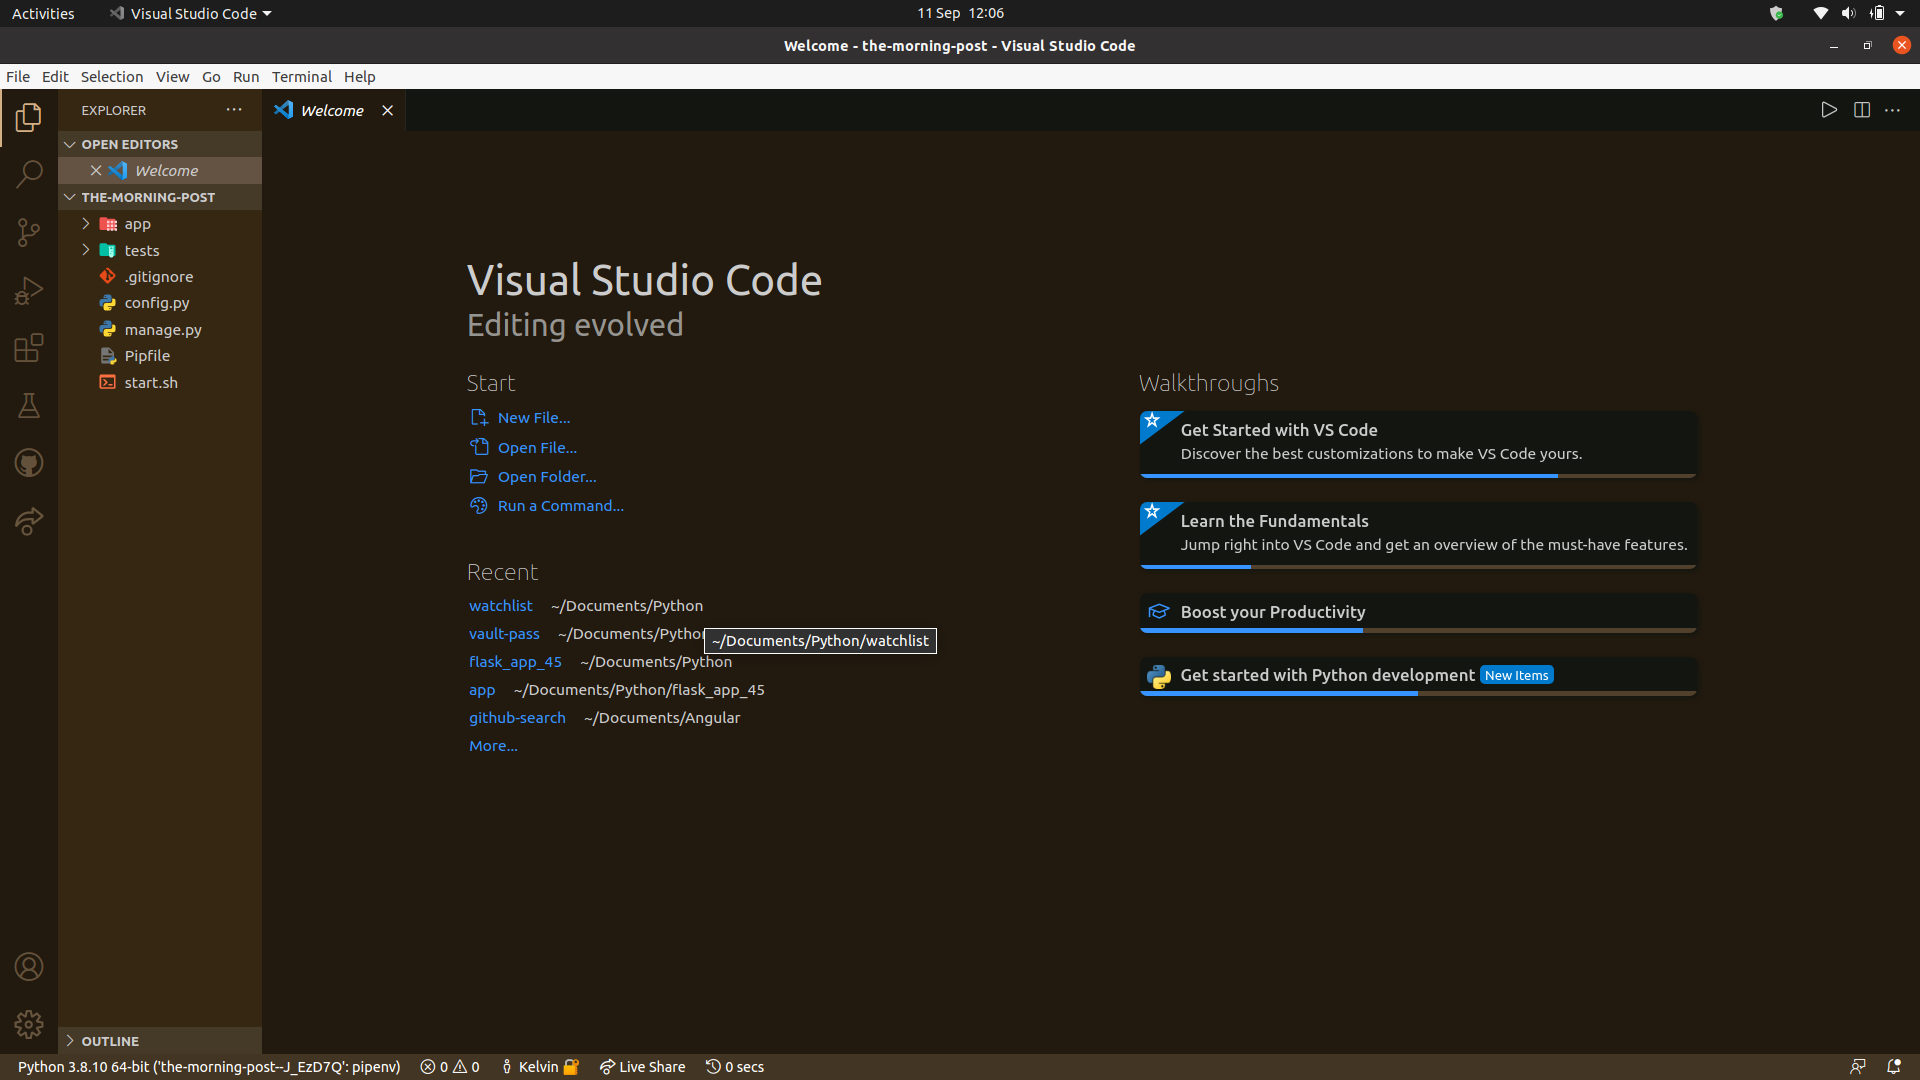 Activities Visual Studio Code 11 Sep 12:06
Welcome - the-morning-post - Visual Studio Code
File Edit Selection View Go Run Terminal Help
EXPLORER
Welcome
OPEN EDITORS
Welcome
THE-MORNING-POST
app
tests
.gitignore
config.py
manage.py
Pipfile
start.sh
OUTLINE
Visual Studio Code
Editing evolved
Start
New File...
Open File...
Open Folder...
Run a Command...
Recent
watchlist ~/Documents/Python
vault-pass ~/Documents/Python
~/Documents/Python/watchlist
flask_app_45 ~/Documents/Python
app ~/Documents/Python/flask_app_45
github-search ~/Documents/Angular
More...
Walkthroughs
Get Started with VS Code
Discover the best customizations to make VS Code yours.
Learn the Fundamentals
Jump right into VS Code and get an overview of the must-have features.
Boost your Productivity
Get started with Python development New Items
Python 3.8.10 64-bit ('the-morning-post--J_EzD7Q': pipenv) 0 0 Kelvin Live Share 0 secs